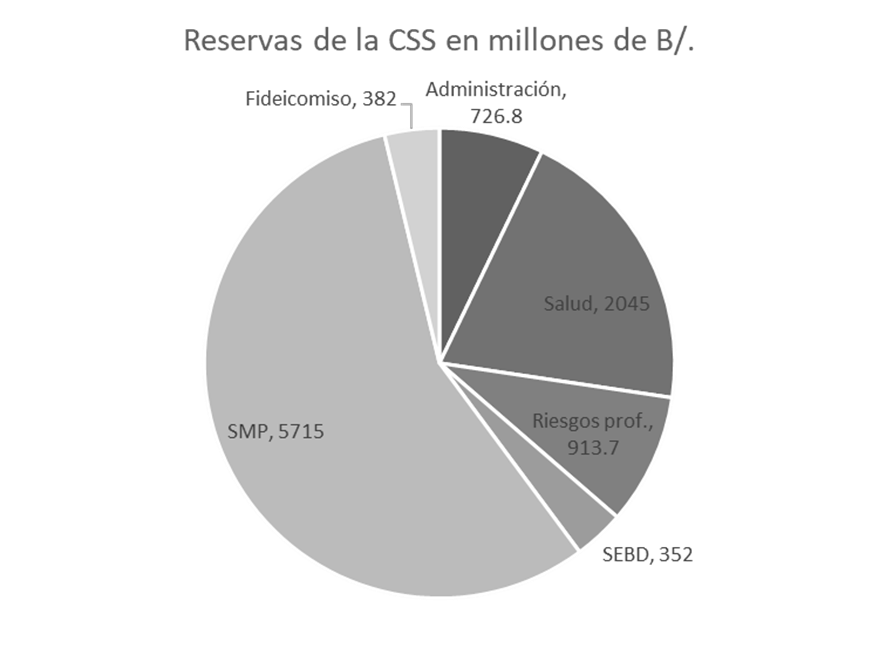 Reservas de la CSS en millones de B/.
Fideicomiso, 382
Administración,
726.8
Salud, 2045
Riesgos prof.,
913.7
SMP, 5715
SEBD, 352